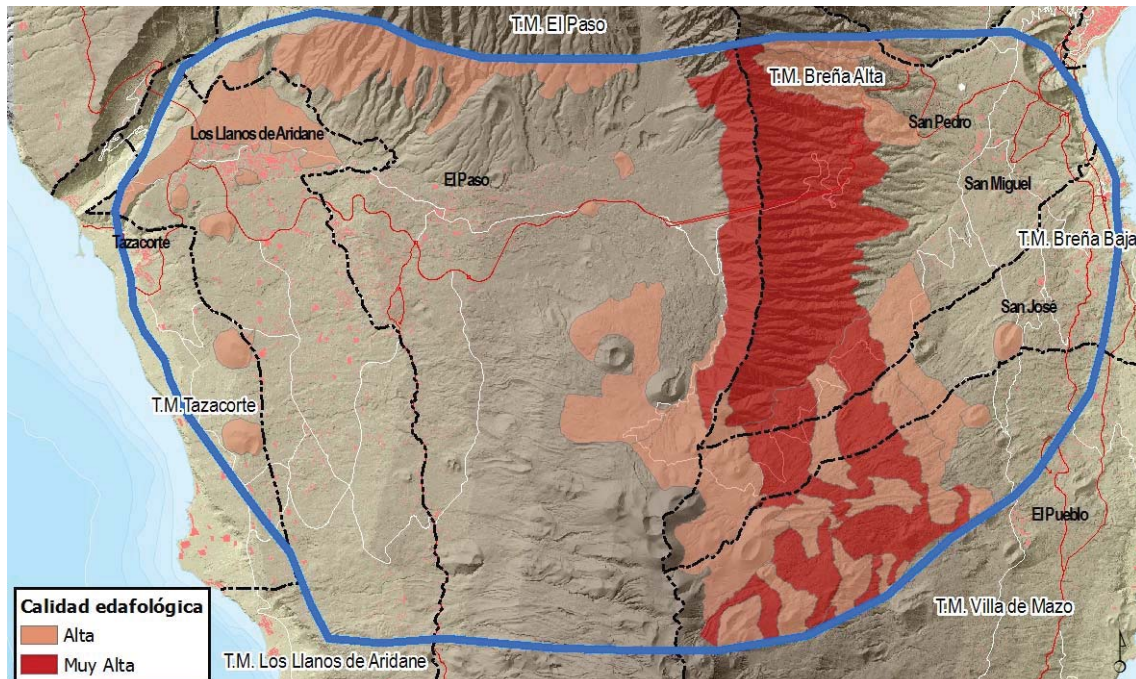 T.M. El Paso
T.M. Breña Alta
San Pedro
Los Llanos de Aridane
El Paso
San Miguel
Tazacorte
T.M. Breña Baja
San José
T.M. Tazacorte
El Pueblo
T.M. Villa de Mazo
T.M. Los Llanos de Aridane
Calidad edafológica
Alta
Muy Alta